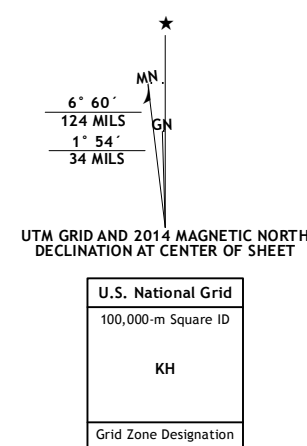 ★
MN
6° 60´
124 MILS
GN
1° 54´
34 MILS
UTM GRID AND 2014 MAGNETIC NORTH
DECLINATION AT CENTER OF SHEET
U.S. National Grid
100,000-m Square ID
KH
Grid Zone Designation